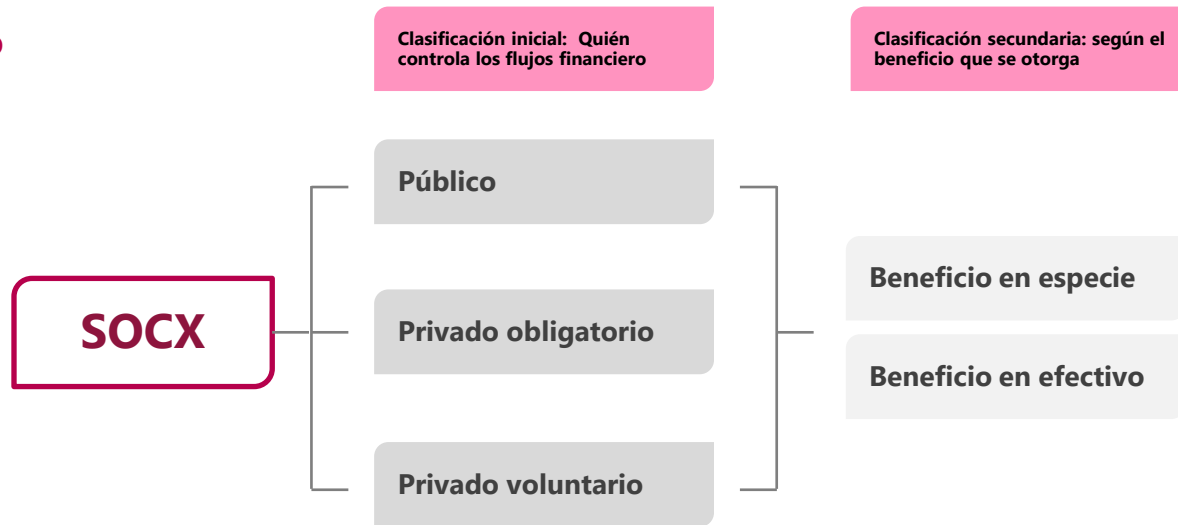 Clasificación inicial:  Quién
controla los flujos financiero
Clasificación secundaria: según el
beneficio que se otorga
Público
SOCX
Privado obligatorio
Privado voluntario
Beneficio en especie
Beneficio en efectivo